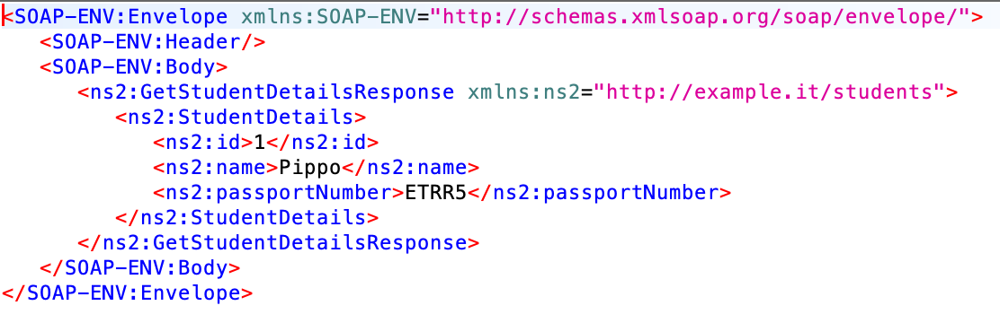 <SOAP-ENV:Envelope xmlns:SOAP-ENV="http://schemas.xmlsoap.org/soap/envelope/">
   <SOAP-ENV:Header/>
   <SOAP-ENV:Body>
      <ns2:GetStudentDetailsResponse xmlns:ns2="http://example.it/students">
         <ns2:StudentDetails>
            <ns2:id>1</ns2:id>
            <ns2:name>Pippo</ns2:name>
            <ns2:passportNumber>ETRR5</ns2:passportNumber>
         </ns2:StudentDetails>
      </ns2:GetStudentDetailsResponse>
   </SOAP-ENV:Body>
</SOAP-ENV:Envelope>